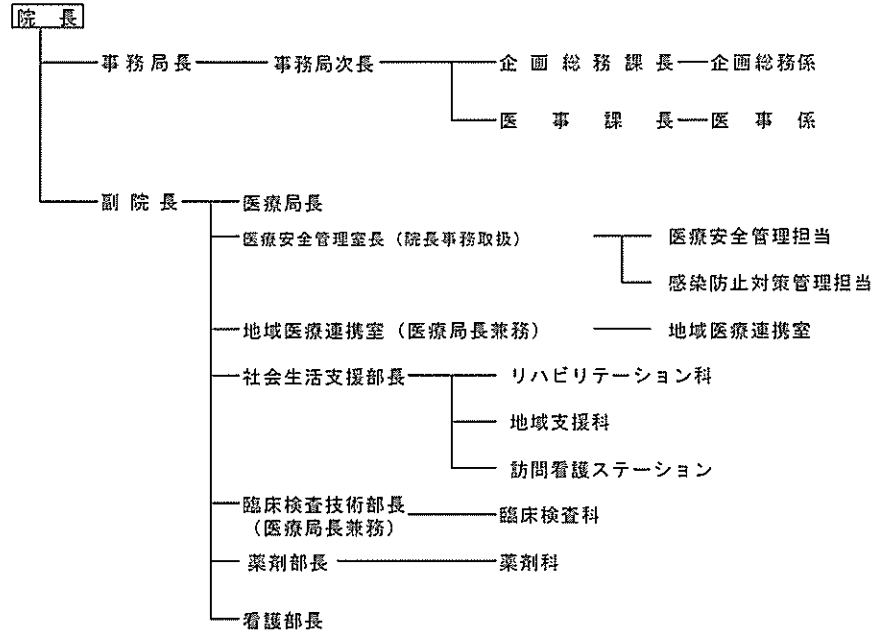 院長
事務局長 事務局次長 企画総務課長 企画総務係
医事課長 医事係
副院長 医療局長
医療安全管理室長（院長事務取扱） 医療安全管理担当
感染防止対策管理担当
地域医療連携室（医療局長兼務） 地域医療連携室
社会生活支援部長 リハビリテーション科
地域支援科
訪問看護ステーション
臨床検査技術部長 臨床検査科
（医療局長兼務）
薬剤部長 薬剤科
看護部長